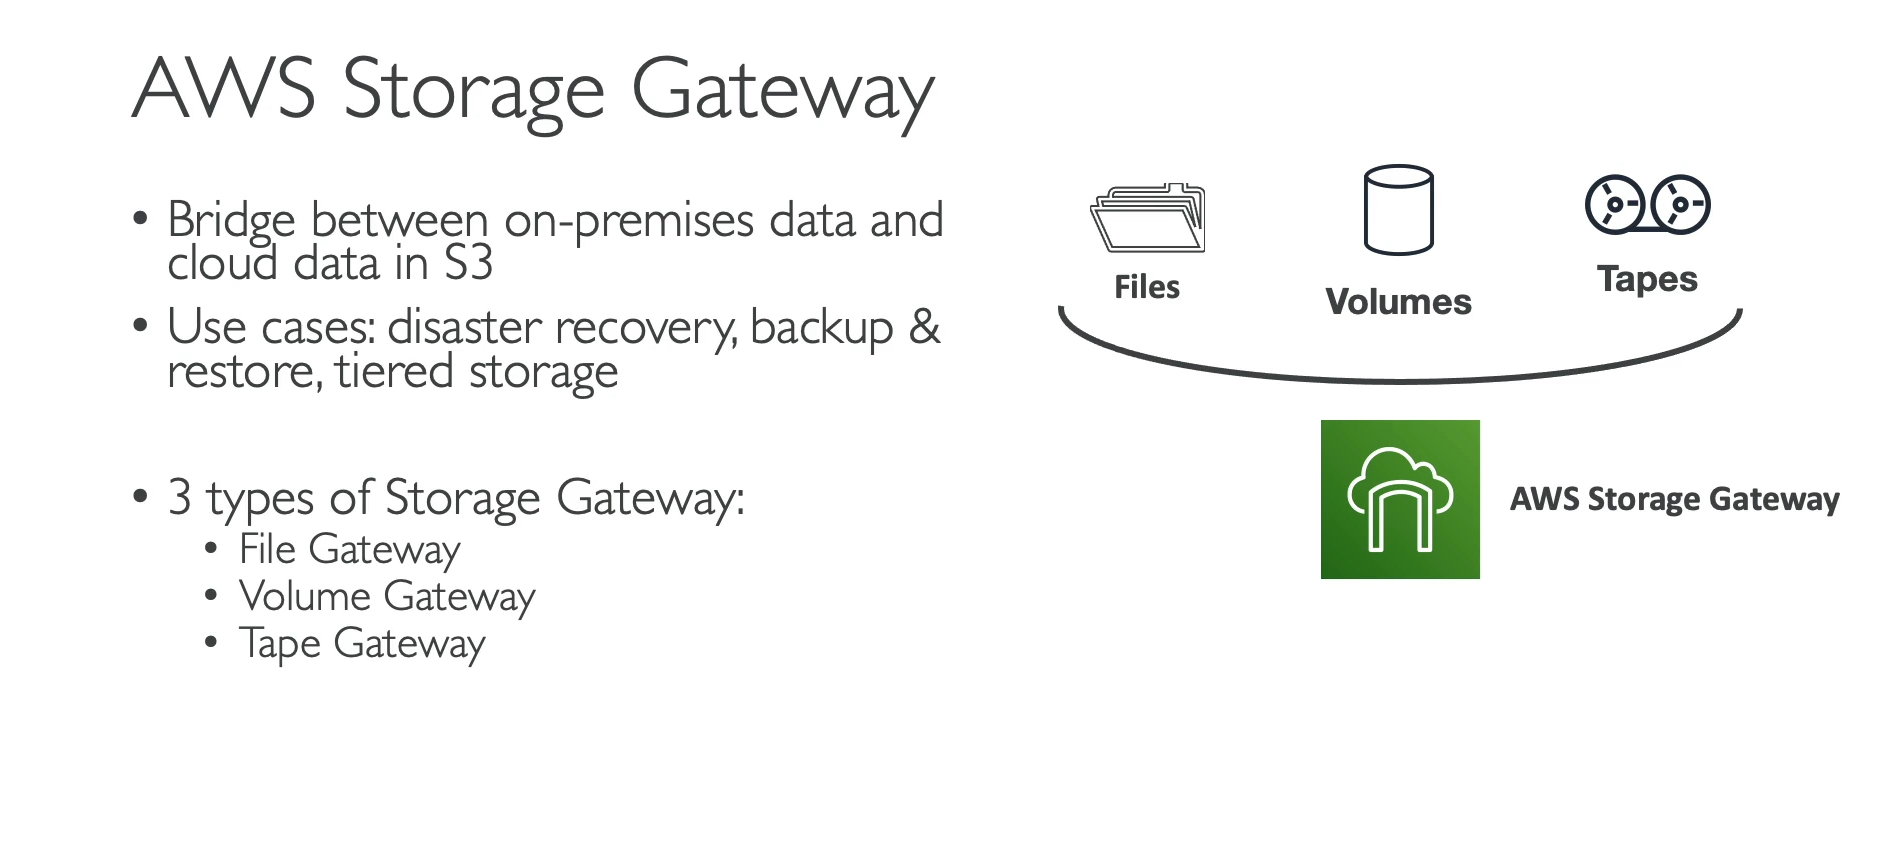 AWS Storage Gateway
• Bridge between on-premises data and
cloud data in S3
• Use cases: disaster recovery, backup &
restore, tiered storage
• 3 types of Storage Gateway:
• File Gateway
• Volume Gateway
• Tape Gateway
Files
Volumes
Tapes
AWS Storage Gateway